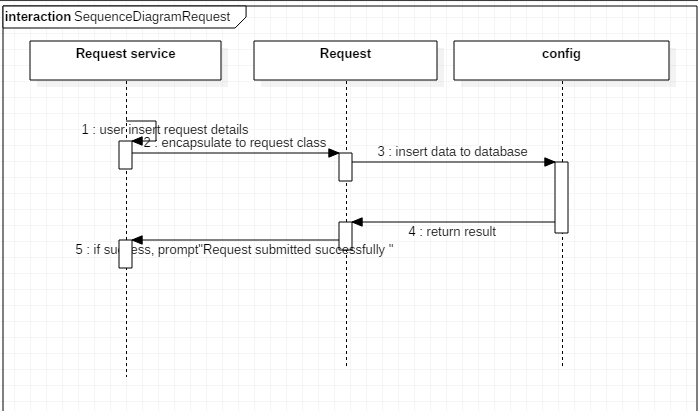 interaction SequenceDiagramRequest
Request service
Request
config
1 : user insert request details
2 : encapsulate to request class
3 : insert data to database
4 : return result
5 : if success, prompt"Request submitted successfully "